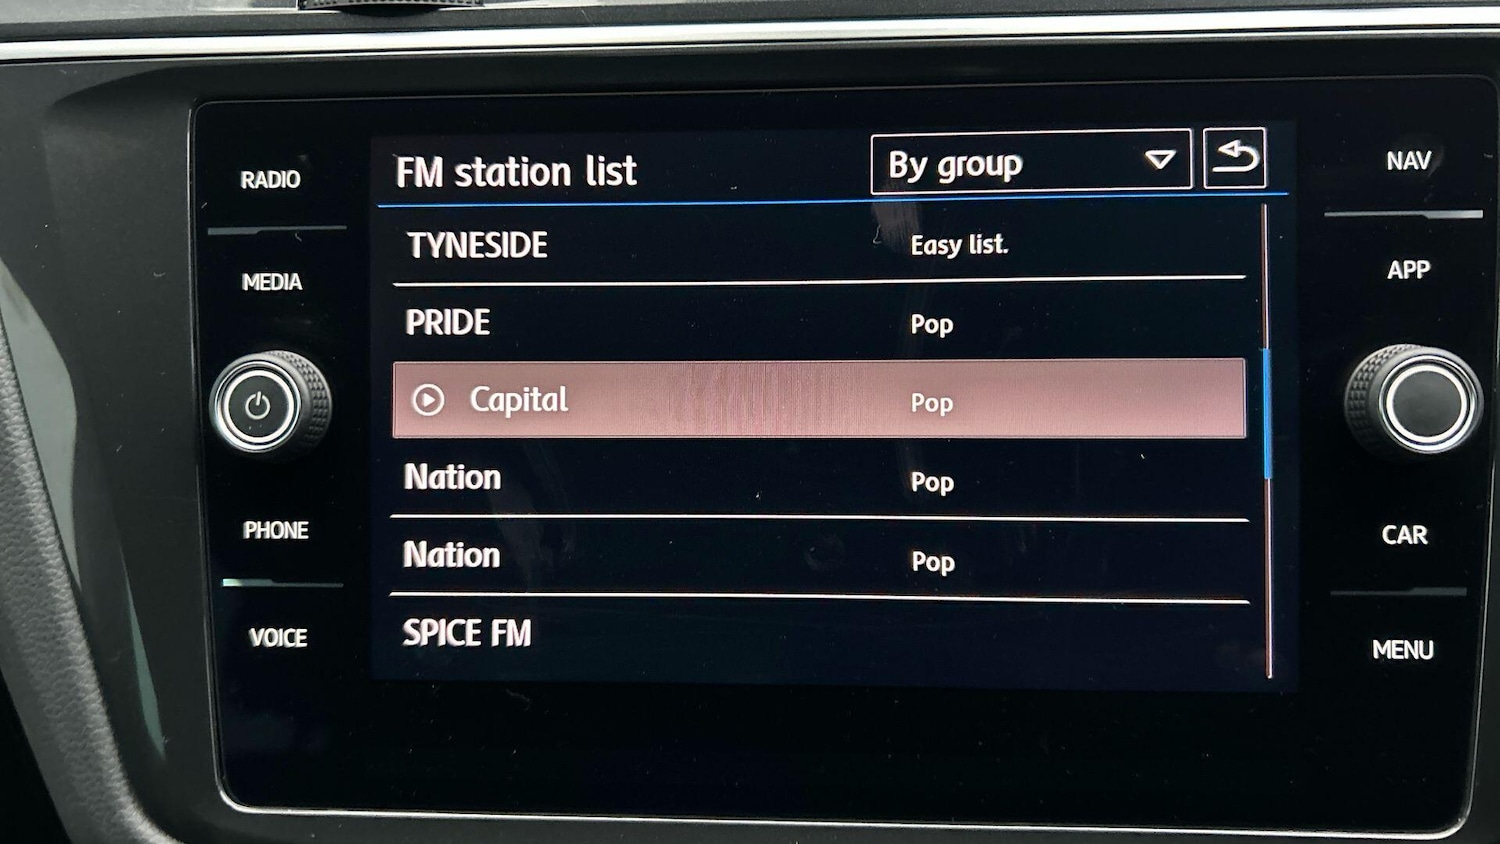 RADIO
MEDIA
PHONE
VOICE
FM station list
By group
TYNESIDE Easy list.
PRIDE Pop
Capital Pop
Nation Pop
Nation Pop
SPICE FM
NAV
APP
CAR
MENU